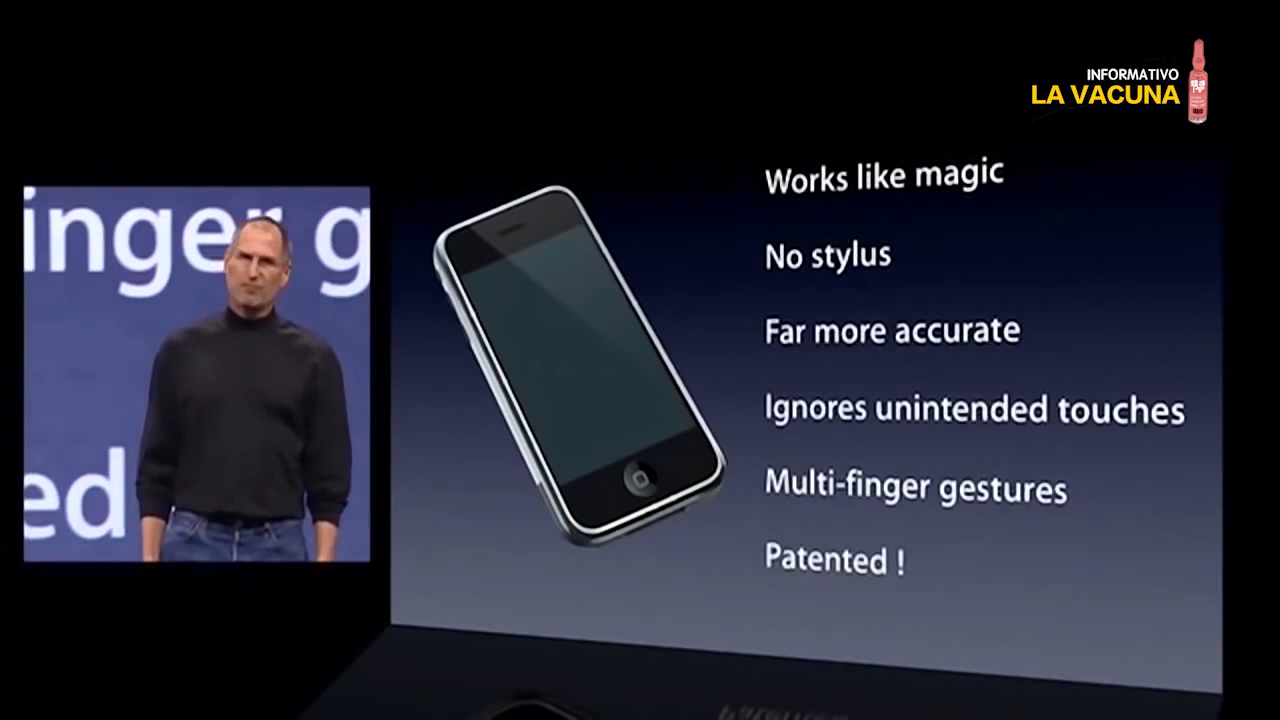 INFORMATIVO
LA VACUNA
inger g
ed
Works like magic
No stylus
Far more accurate
Ignores unintended touches
Multi-finger gestures
Patented !